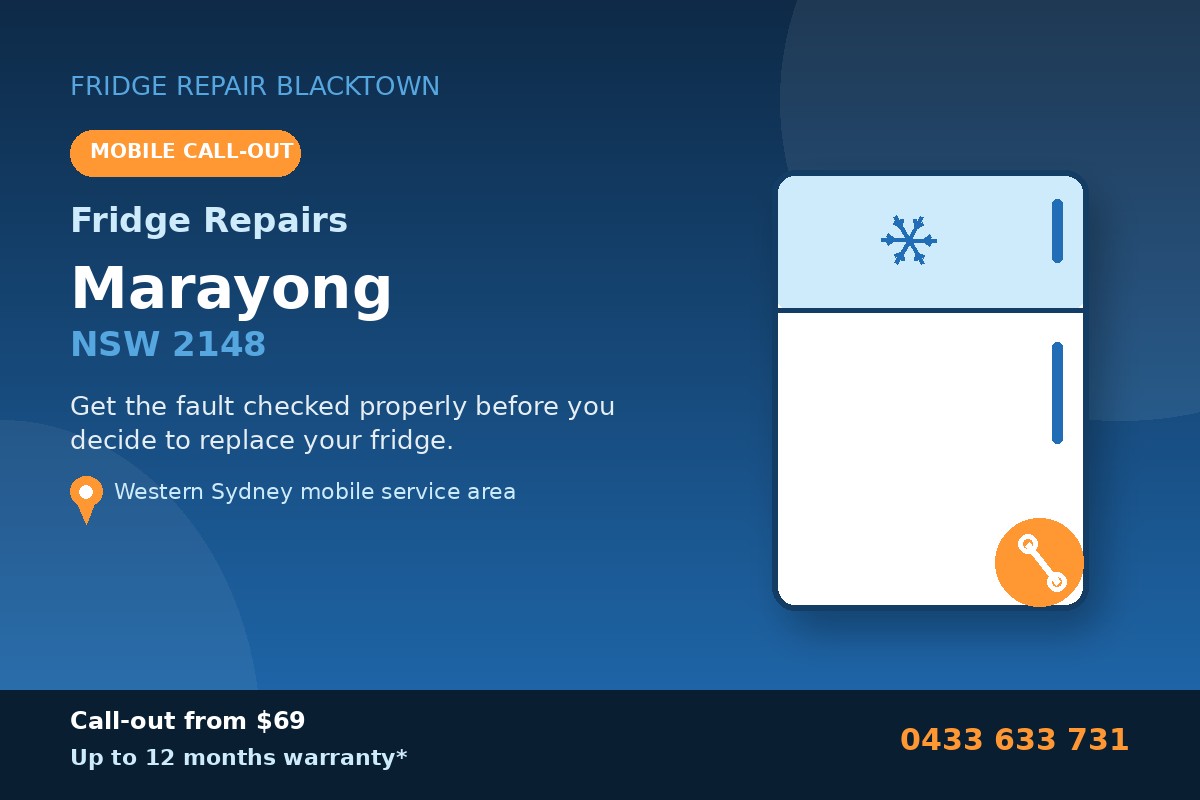 FRIDGE REPAIR BLACKTOWN
MOBILE CALL-OUT
Fridge Repairs
Marayong
NSW 2148
Get the fault checked properly before you
decide to replace your fridge.
Western Sydney mobile service area
Call-out from $69
Up to 12 months warranty*
0433 633 731